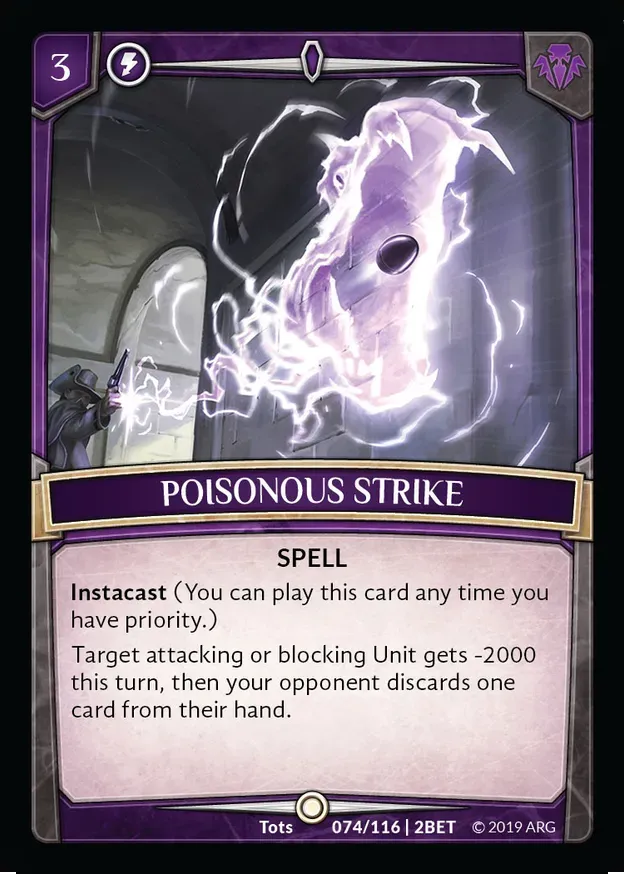 3
POISONOUS STRIKE
SPELL
Instacast (You can play this card any time you
have priority.)
Target attacking or blocking Unit gets -2000
this turn, then your opponent discards one
card from their hand.
Tots 074/116 | 2BET © 2019 ARG